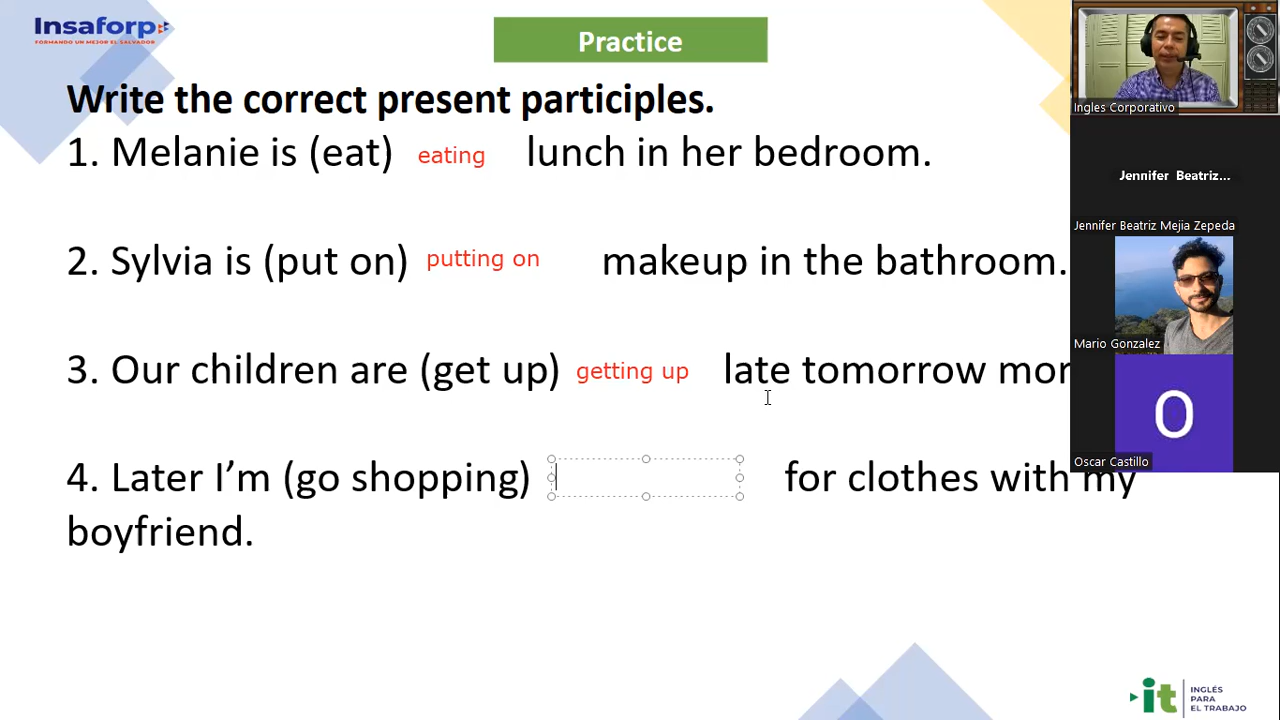 Insaforp
FORMANDO UN MEJOR EL SALVADOR
Practice
Write the correct present participles.
1. Melanie is (eat) eating lunch in her bedroom.
2. Sylvia is (put on) putting on makeup in the bathroom.
3. Our children are (get up) getting up late tomorrow mor
4. Later I'm (go shopping) for clothes with my
boyfriend.
Ingles Corporativo
Jennifer Beatriz...
Jennifer Beatriz Mejia Zepeda
Mario Gonzalez
O
Oscar Castillo
it INGLÉS
PARA
EL TRABAJO